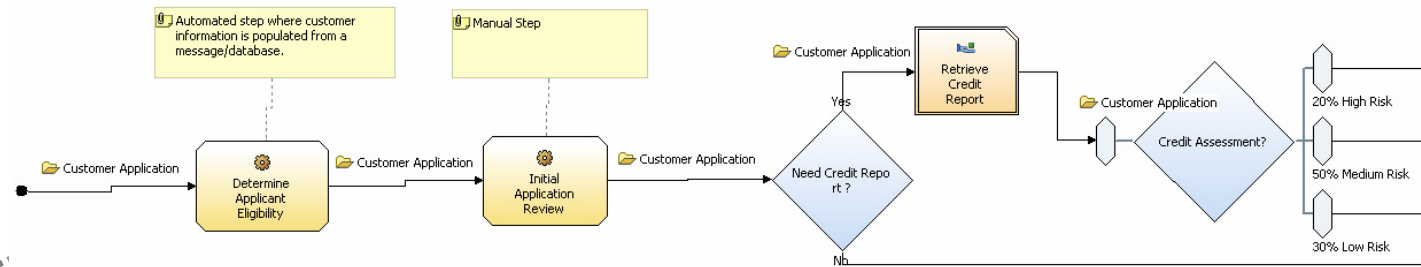 Automated step where customer
information is populated from a
message/database.
Manual Step
Customer Application
Determine
Applicant
Eligibility
Customer Application
Initial
Application
Review
Customer Application
Need Credit Repo
rt ?
Yes
No
Customer Application
Retrieve
Credit
Report
Customer Application
Credit Assessment?
20% High Risk
50% Medium Risk
30% Low Risk